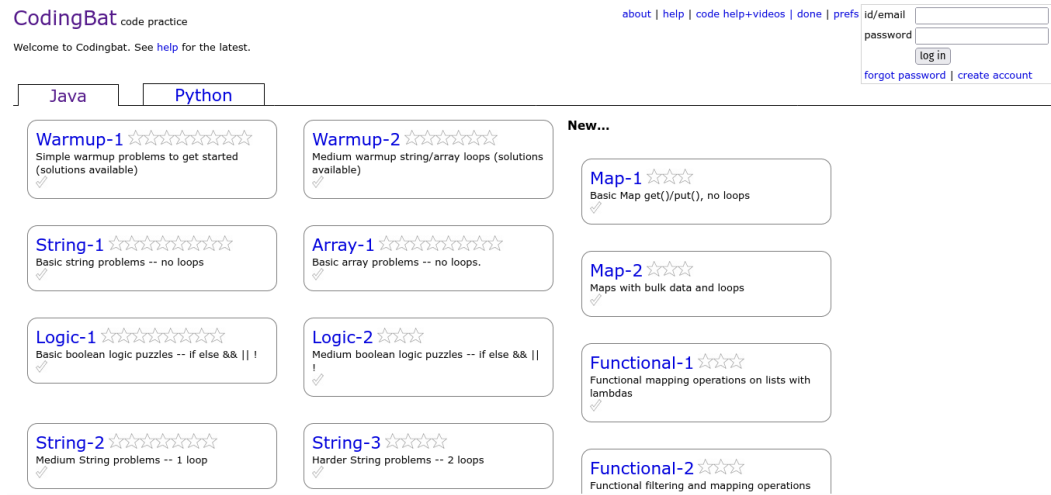 CodingBat code practice
about | help | code help+videos | done | prefs
id/email
password
log in
forgot password | create account
Welcome to Codingbat. See help for the latest.
Java
Python
Warmup-1
Simple warmup problems to get started
(solutions available)
Warmup-2
Medium warmup string/array loops (solutions
available)
String-1
Basic string problems -- no loops
Array-1
Basic array problems -- no loops.
Logic-1
Basic boolean logic puzzles -- if else && || !
Logic-2
Medium boolean logic puzzles -- if else && ||
!
String-2
Medium String problems -- 1 loop
String-3
Harder String problems -- 2 loops
New...
Map-1
Basic Map get()/put(), no loops
Map-2
Maps with bulk data and loops
Functional-1
Functional mapping operations on lists with
lambdas
Functional-2
Functional filtering and mapping operations